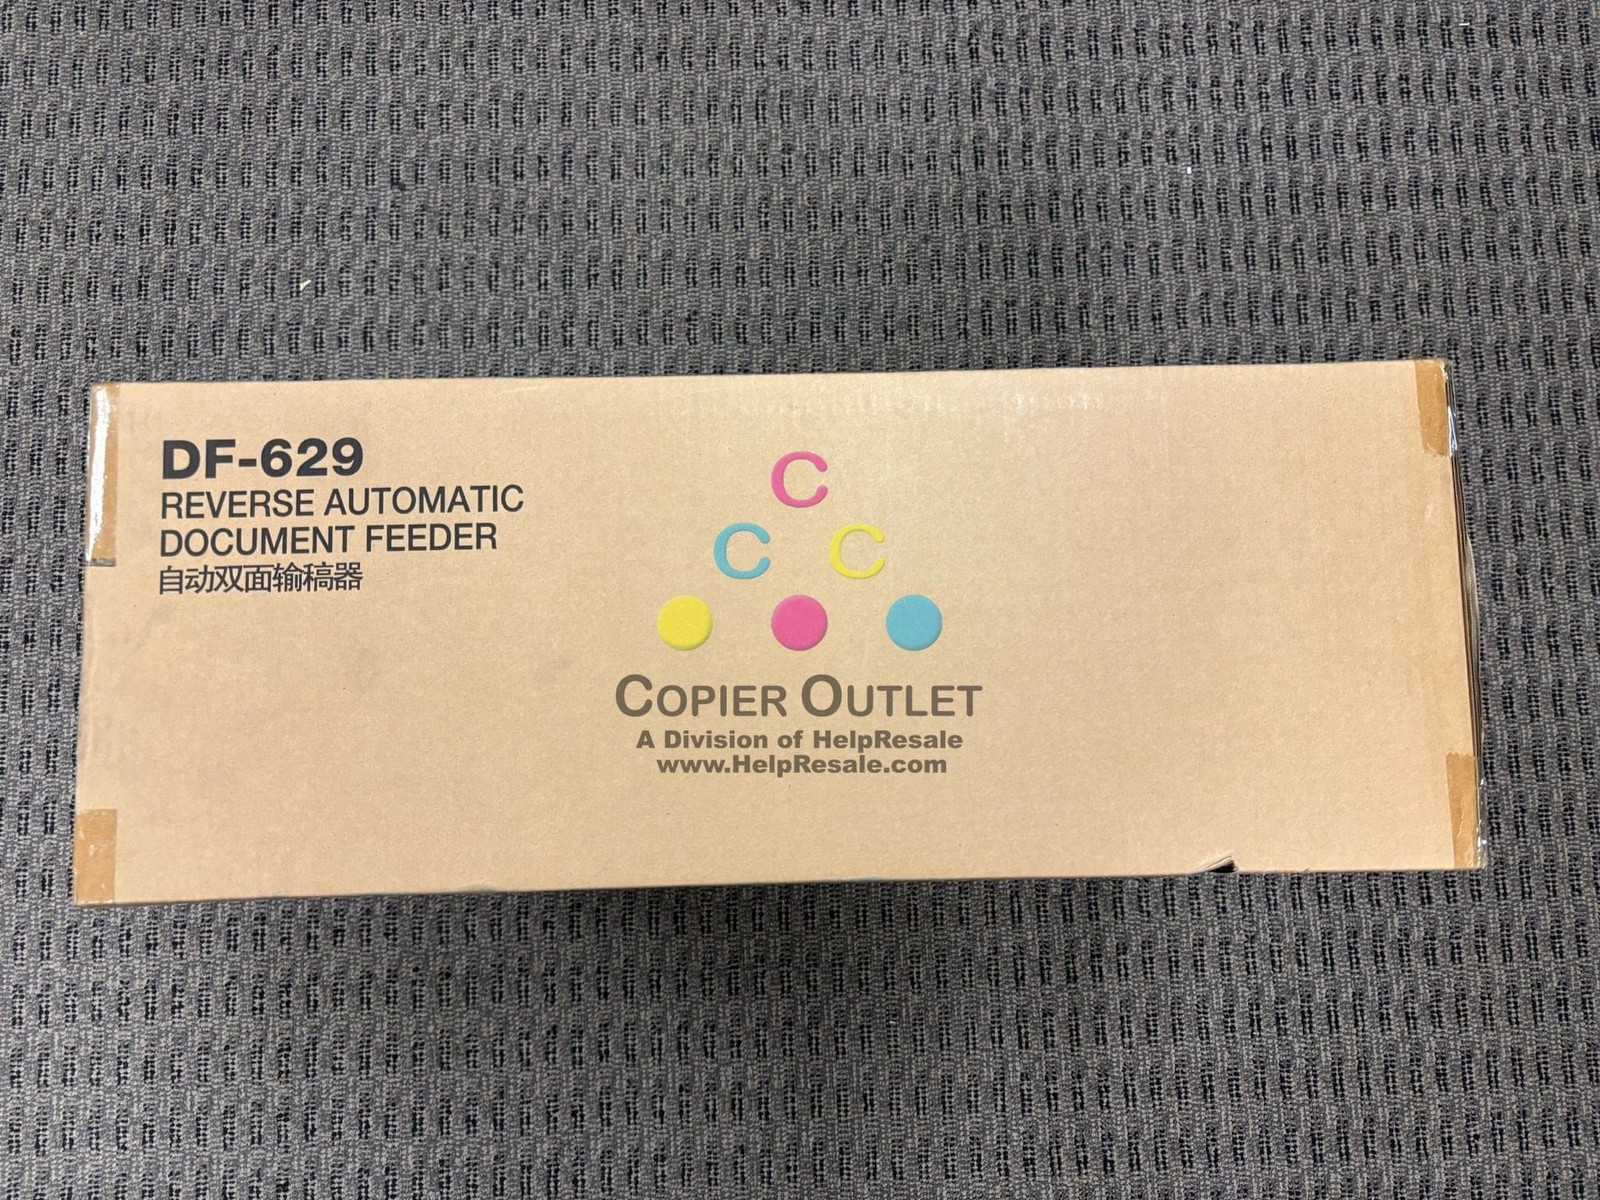 DF-629
REVERSE AUTOMATIC
DOCUMENT FEEDER
自动双面输稿器
C
C C
COPIER OUTLET
A Division of HelpResale
www.HelpResale.com